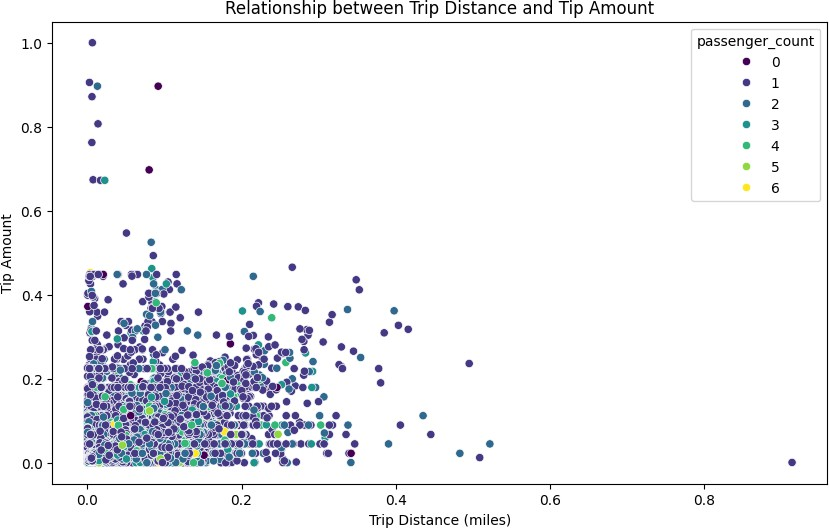 Relationship between Trip Distance and Tip Amount
passenger_count
0
1
2
3
4
5
6
1.0
0.8
0.6
0.4
0.2
0.0
Tip Amount
0.0 0.2 0.4 0.6 0.8
Trip Distance (miles)